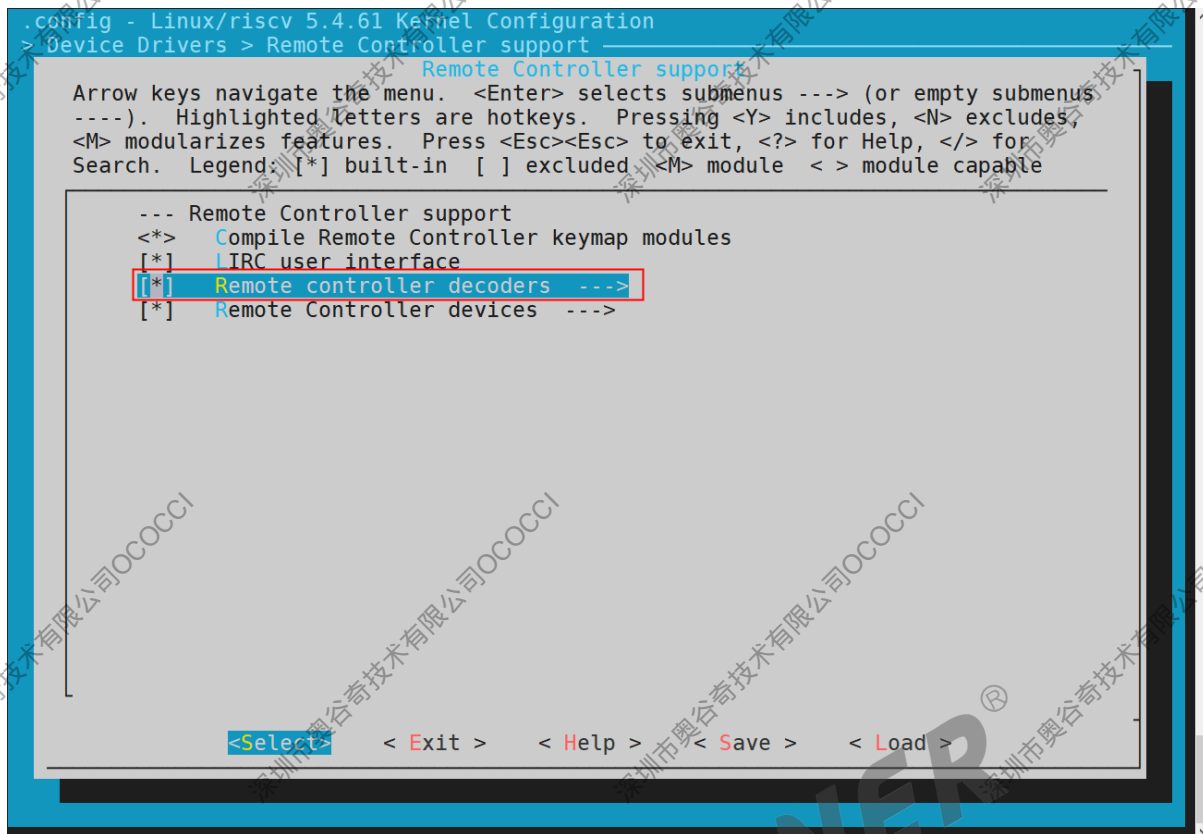 .config - Linux/riscv 5.4.61 Kernel Configuration
> Device Drivers > Remote Controller support
Remote Controller support
Arrow keys navigate the menu.  <Enter> selects submenus ---> (or empty submenus
----).  Highlighted letters are hotkeys.  Pressing <Y> includes, <N> excludes,
<M> modularizes features.  Press <Esc><Esc> to exit, <?> for Help, </> for
Search.  Legend: [*] built-in  [ ] excluded  <M> module  < > module capable
--- Remote Controller support
<*>   Compile Remote Controller keymap modules
[*]   LIRC user interface
[*]   Remote controller decoders  --->
[*]   Remote Controller devices  --->
<Select>    < Exit >    < Help >    < Save >    < Load >
深圳市奥谷奇技术有限公司OCOCCI
深圳市奥谷奇技术有限公司OCOCCI
深圳市奥谷奇技术有限公司OCOCCI
NER®